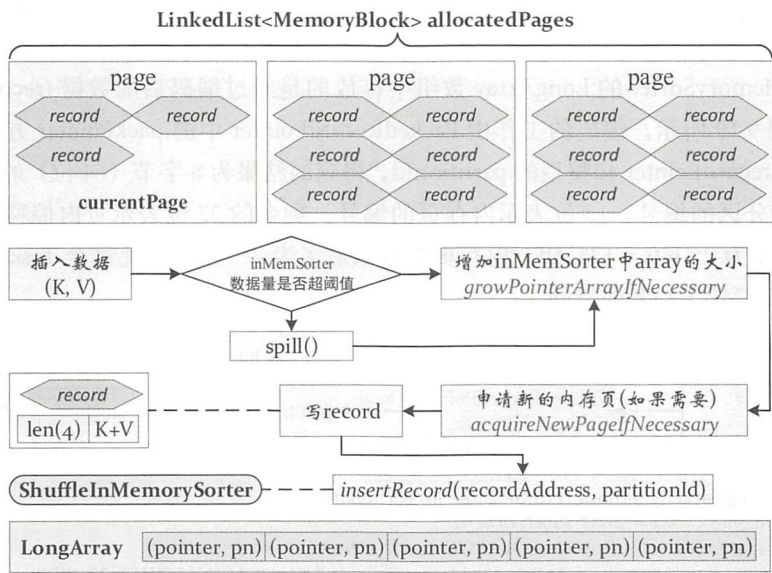 LinkedList<MemoryBlock> allocatedPages
page
page
page
record record
record
record record
record record
record record
record record
record record
record record
currentPage
插入数据
(K, V)
inMemSorter
数据量是否超阈值
增加inMemSorter中array的大小
growPointerArrayIfNecessary
spill()
record
len(4) K+V
写record
申请新的内存页(如果需要)
acquireNewPageIfNecessary
ShuffleInMemorySorter
insertRecord(recordAddress, partitionId)
LongArray (pointer, pn) (pointer, pn) (pointer, pn) (pointer, pn) (pointer, pn)